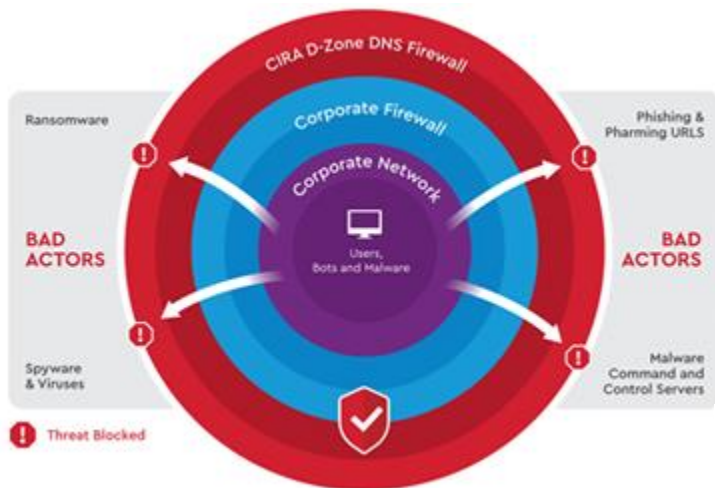 CIRA D-Zone DNS Firewall
Corporate Firewall
Corporate Network
Users,
Bots and Malware
Ransomware
BAD
ACTORS
Spyware
& Viruses
Phishing &
Pharming URLS
BAD
ACTORS
Malware
Command and
Control Servers
! Threat Blocked